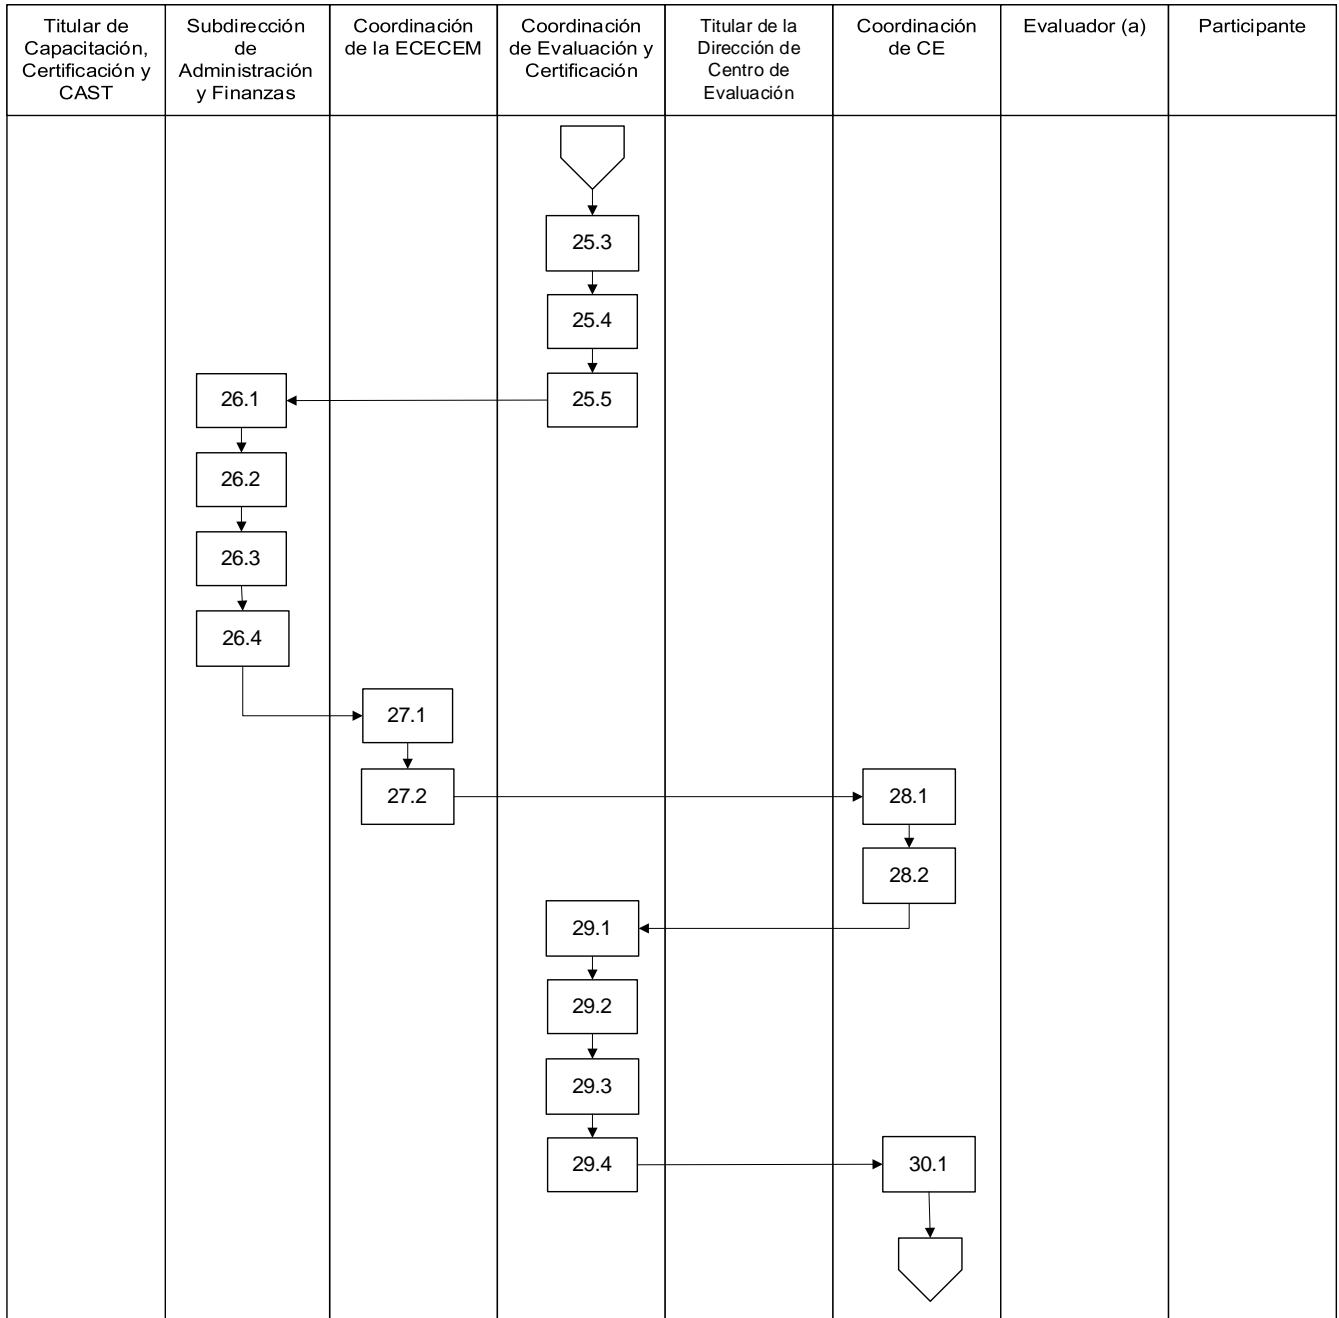 Titular de
Capacitación,
Certificación y
CAST
Subdirección
de
Administración
y Finanzas
Coordinación
de la ECECEM
Coordinación
de Evaluación y
Certificación
Titular de la
Dirección de
Centro de
Evaluación
Coordinación
de CE
Evaluador (a)
Participante
25.3
25.4
26.1
25.5
26.2
26.3
26.4
27.1
27.2
28.1
28.2
29.1
29.2
29.3
29.4
30.1